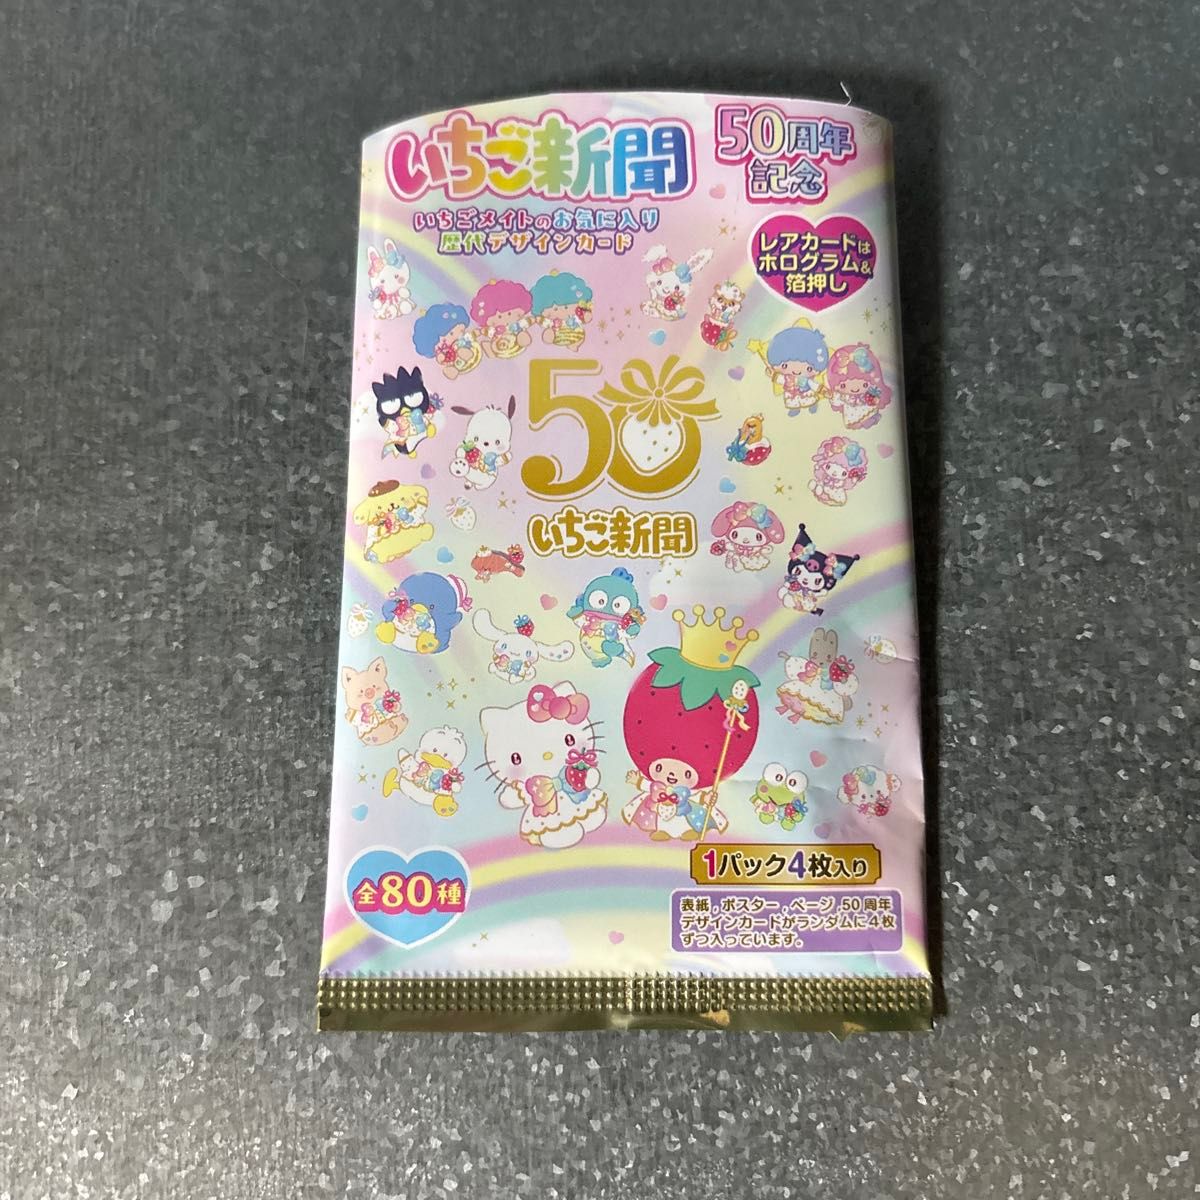 いちご新聞
50周年
記念
いちごメイトのお気に入り
歴代デザインカード
レアカードは
ホログラム&
箔押し
50
いちご新聞
全80種
1パック4枚入り
表紙,ポスター,ページ,50周年
デザインカードがランダムに4枚
ずつ入っています。